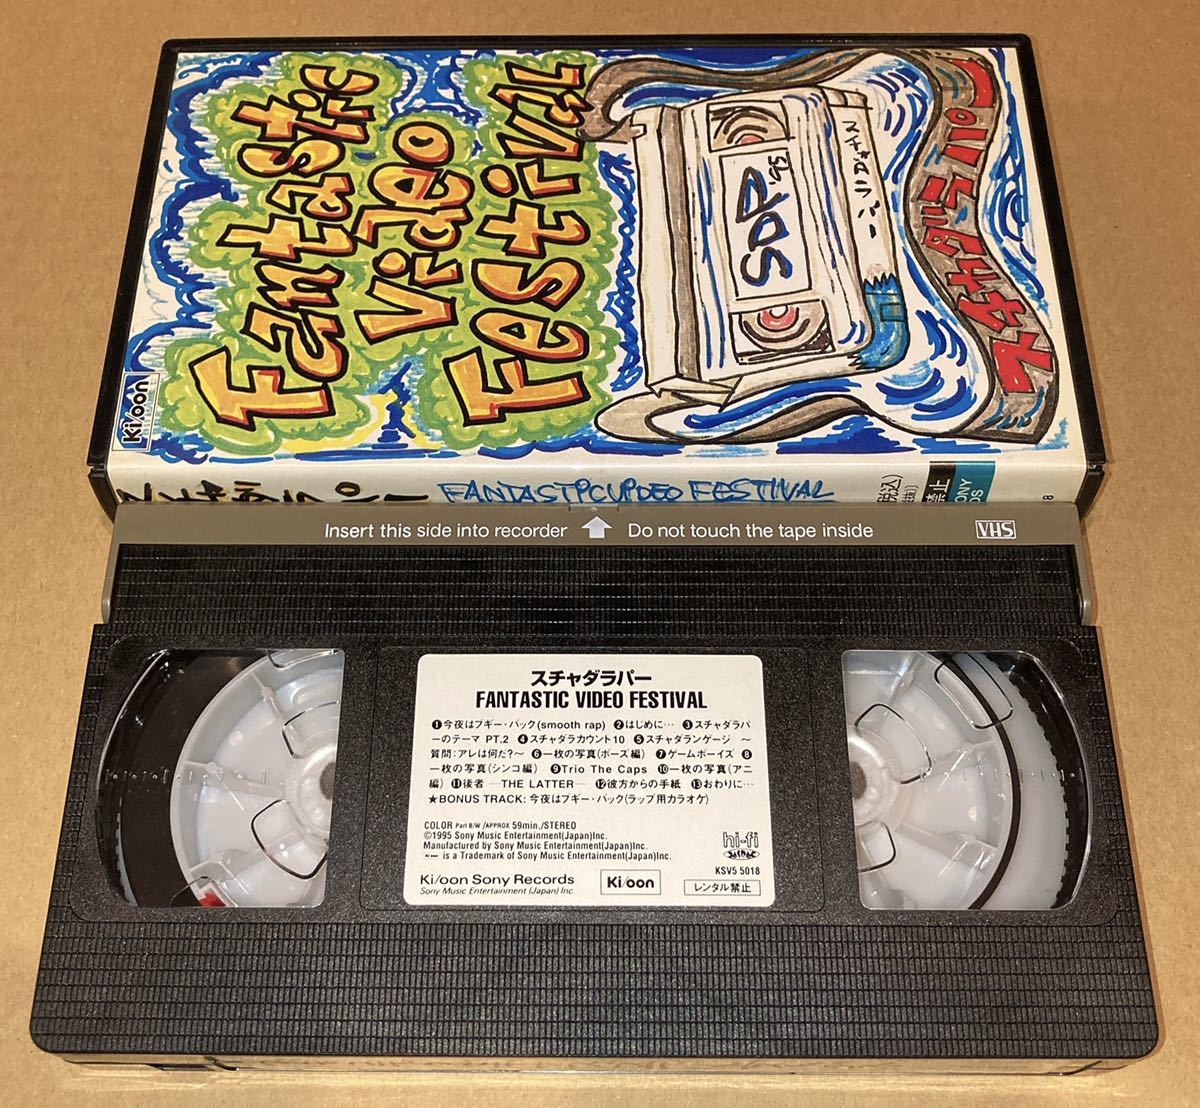 Fantastic
Video
Festival
スチャダラパー
SDP '95
Ki/oon
スチャダラパー
FANTASTIC VIDEO FESTIVAL
禁止
Insert this side into recorder
Do not touch the tape inside
VHS
スチャダラパー
FANTASTIC VIDEO FESTIVAL
❶今夜はブギー・バック(smooth rap) ❷はじめに… ❸スチャダラパ
ーのテーマ PT.2 ❹スチャダラカウント10 ❺スチャダランゲージ ～
質問:アレは何だ?～ ❻一枚の写真(ボーズ編) ❼ゲームボーイズ ❽
一枚の写真(シンコ編) ❾Trio The Caps ❿一枚の写真(アニ
編) ⓫後者 —THE LATTER— ⓬彼方からの手紙 ⓭おわりに…
★BONUS TRACK: 今夜はブギー・バック(ラップ用カラオケ)
COLOR Part B/W /APPROX 59min./STEREO
©1995 Sony Music Entertainment(Japan)Inc.
Manufactured by Sony Music Entertainment(Japan)Inc.
Ki/oon is a Trademark of Sony Music Entertainment(Japan)Inc.
hi-fi
KSV5 5018
Ki/oon Sony Records
Sony Music Entertainment (Japan) Inc.
Ki/oon
レンタル禁止